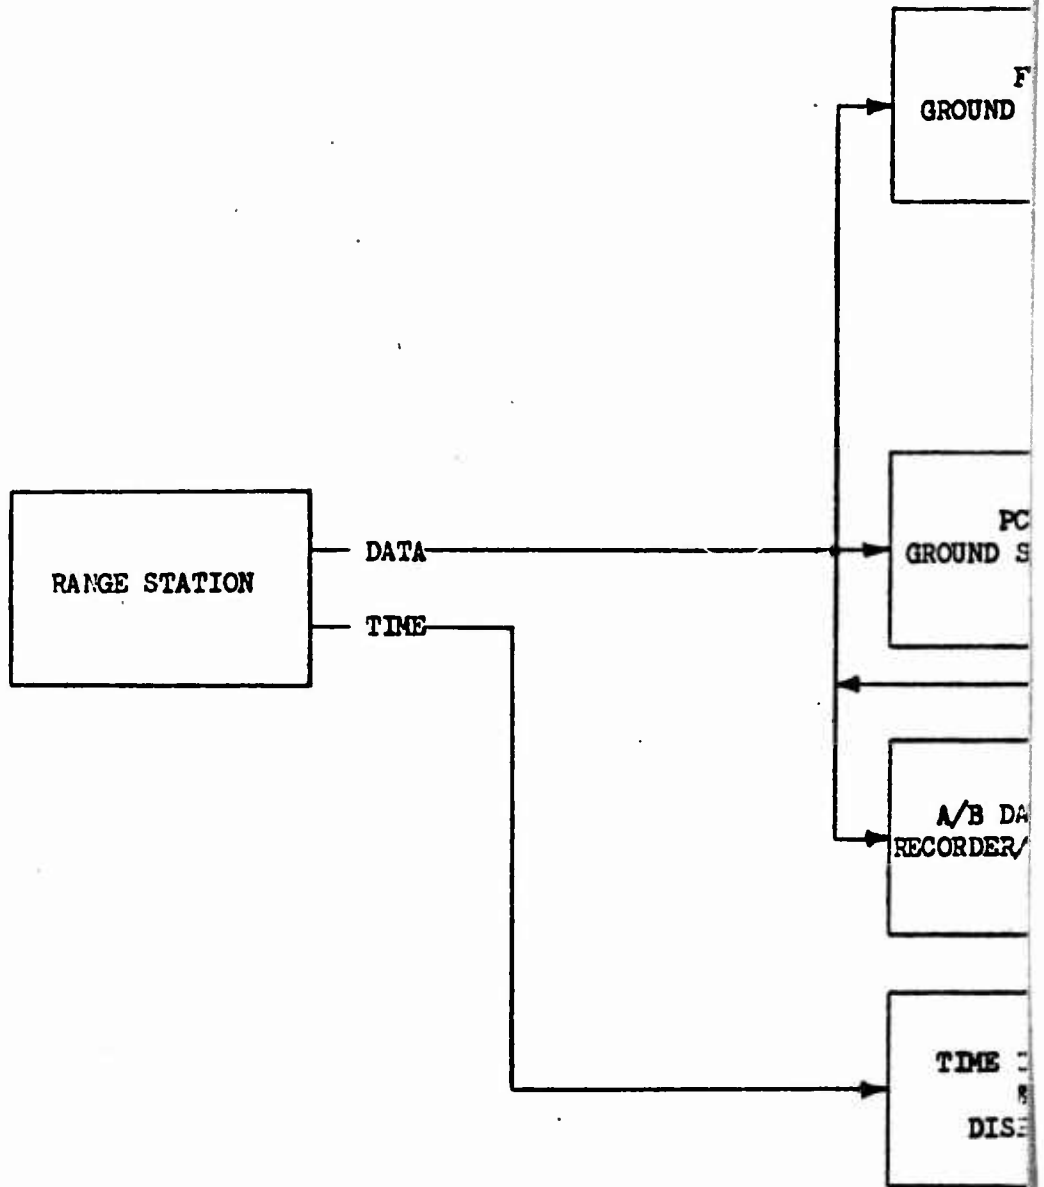 F
GROUND
PC
GROUND S
RANGE STATION
DATA
TIME
A/B DA
RECORDER/
TIME
DIS